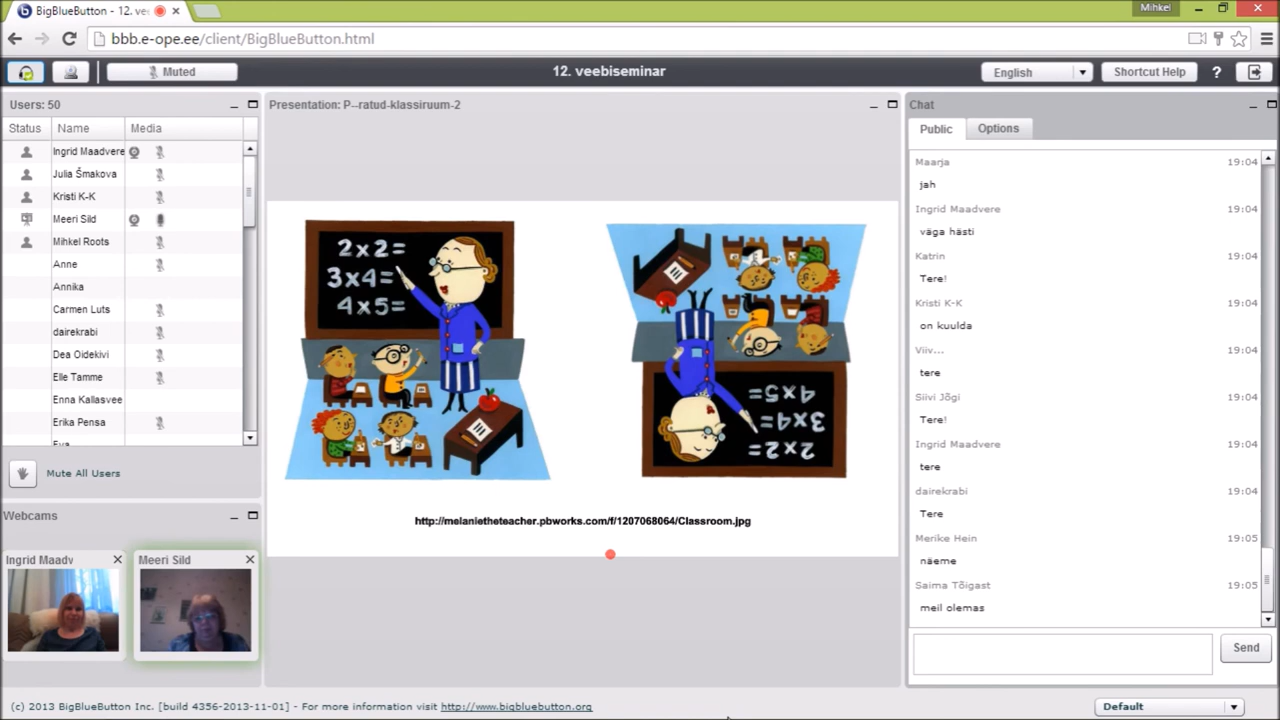 BigBlueButton - 12. vee
Mihkel
bbb.e-ope.ee/client/BigBlueButton.html
Muted
12. veebiseminar
English
Shortcut Help
?
Users: 50
Status Name Media
Ingrid Maadvere
Julia Šmakova
Kristi K-K
Meeri Sild
Mihkel Roots
Anne
Annika
Carmen Luts
dairekrabi
Dea Oidekivi
Elle Tamme
Enna Kallasvee
Erika Pensa
Eva
Mute All Users
Webcams
Ingrid Maadv
Meeri Sild
Presentation: P--ratud-klassiruum-2
2x2=
3x4=
4x5=
2x2=
3x4=
4x5=
http://melanietheteacher.pbworks.com/f/1207068064/Classroom.jpg
Chat
Public Options
Maarja 19:04
jah
Ingrid Maadvere 19:04
väga hästi
Katrin 19:04
Tere!
Kristi K-K 19:04
on kuulda
Viiv... 19:04
tere
Siivi Jõgi 19:04
Tere!
Ingrid Maadvere 19:04
tere
dairekrabi 19:04
Tere
Merike Hein 19:05
näeme
Saima Tõigast 19:05
meil olemas
Send
(c) 2013 BigBlueButton Inc. [build 4356-2013-11-01] - For more information visit http://www.bigbluebutton.org
Default